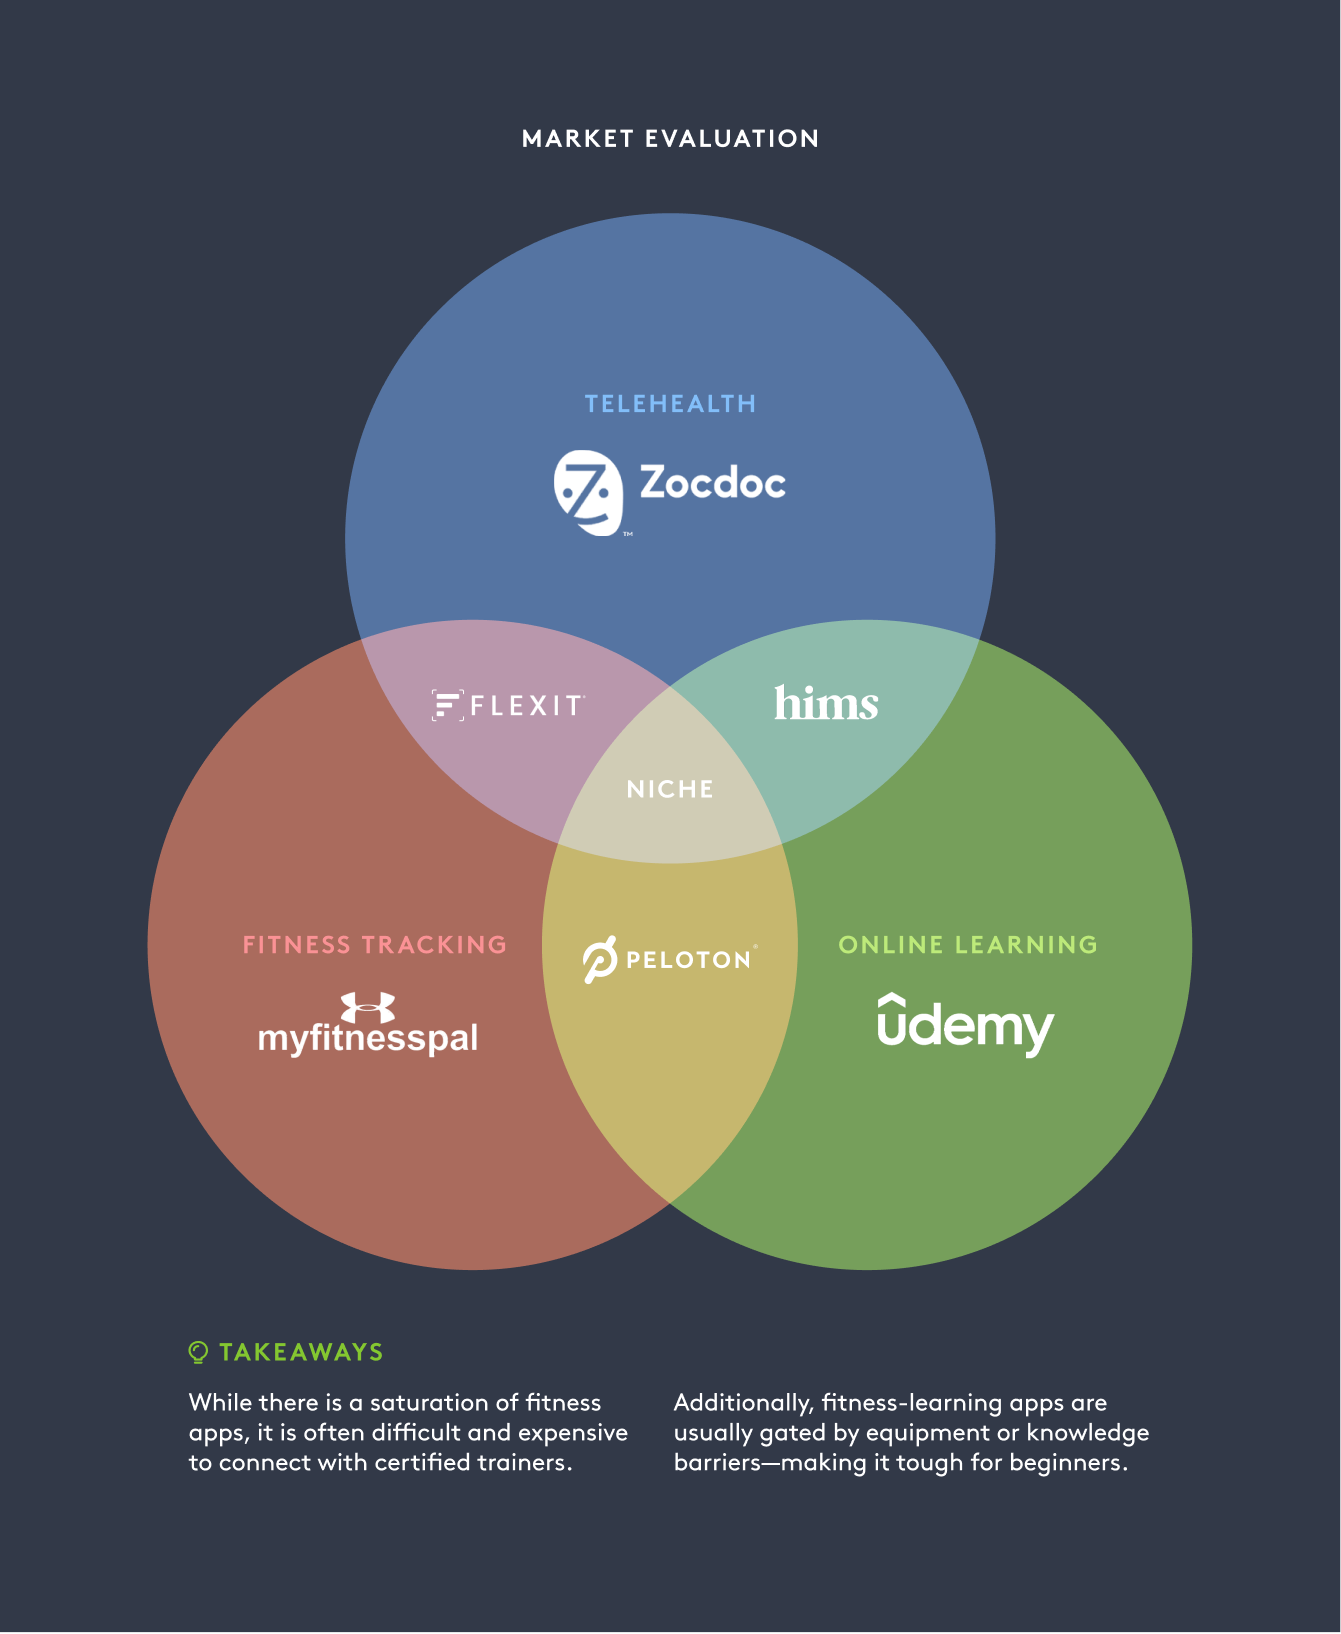 MARKET EVALUATION
TELEHEALTH
Zocdoc
TM
FLEXIT
hims
NICHE
FITNESS TRACKING
myfitnesspal
PELOTON®
ONLINE LEARNING
udemy
TAKEAWAYS
While there is a saturation of fitness
apps, it is often difficult and expensive
to connect with certified trainers.
Additionally, fitness-learning apps are
usually gated by equipment or knowledge
barriers—making it tough for beginners.